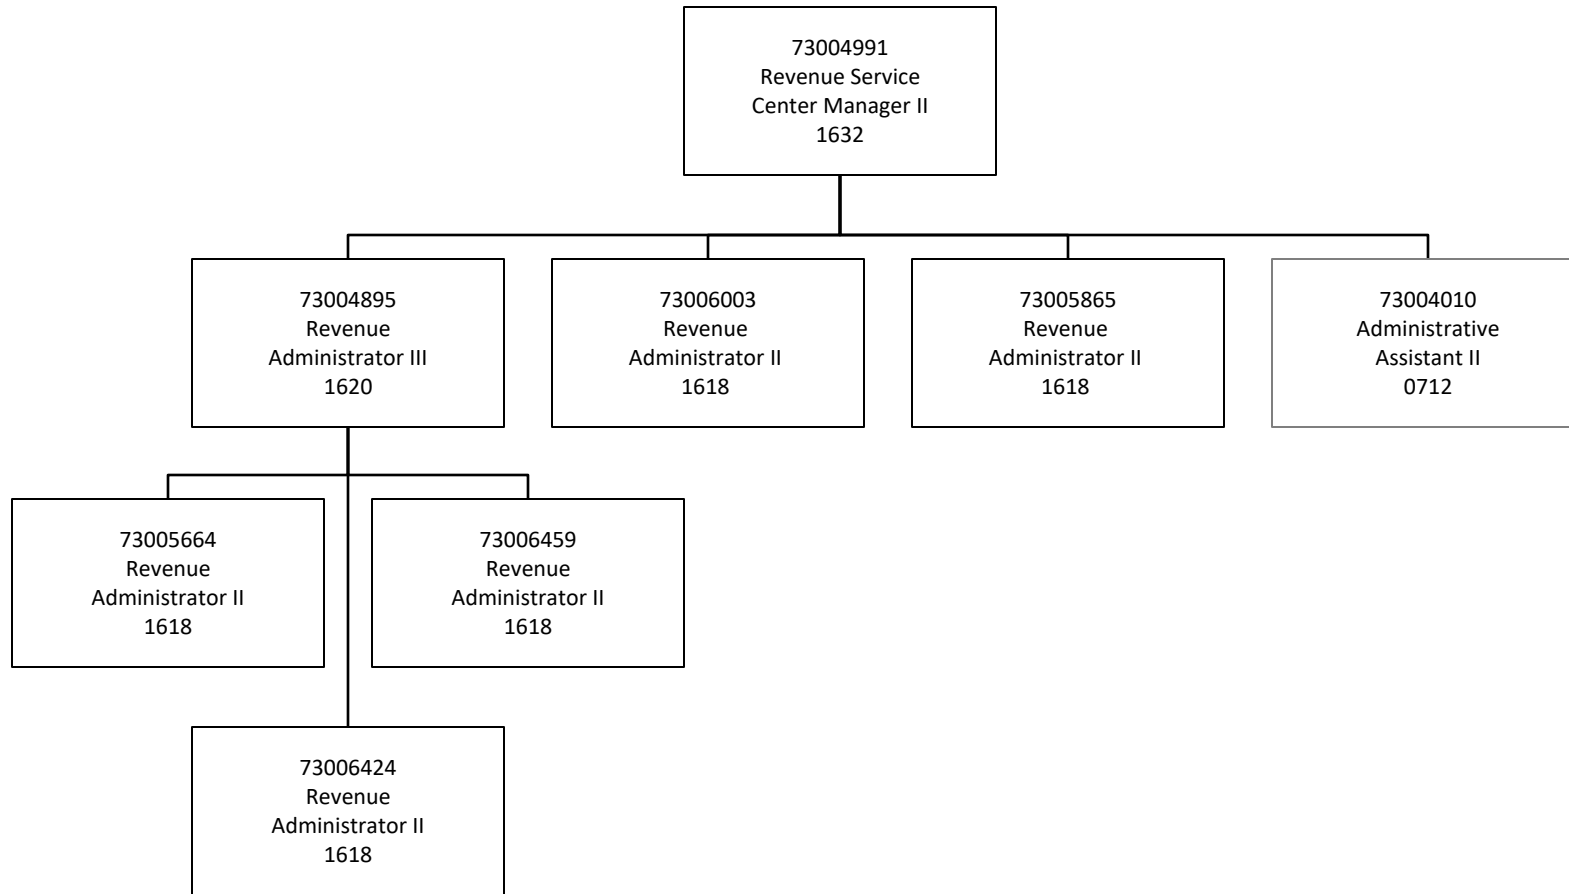 73004991
Revenue Service
Center Manager II
1632
73004895
Revenue
Administrator III
1620
73006003
Revenue
Administrator II
1618
73005865
Revenue
Administrator II
1618
73004010
Administrative
Assistant II
0712
73005664
Revenue
Administrator II
1618
73006459
Revenue
Administrator II
1618
73006424
Revenue
Administrator II
1618